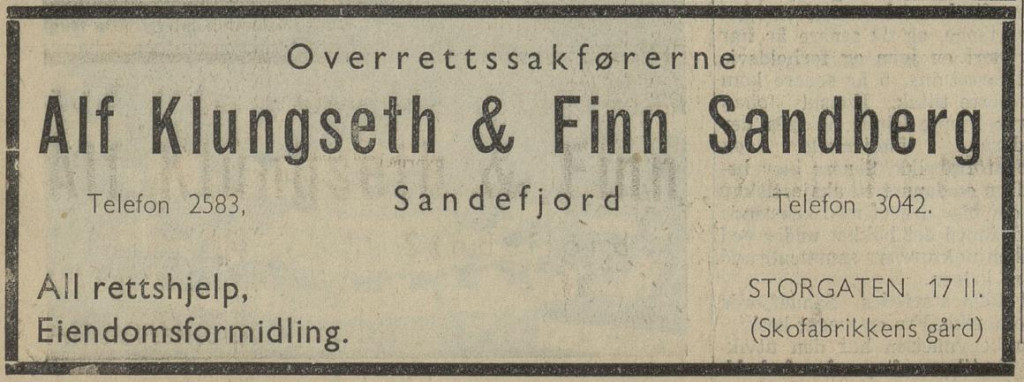 Overrettssakførerne
Alf Klungseth & Finn Sandberg
Telefon 2583, Sandefjord Telefon 3042.
All rettshjelp, STORGATEN 17 II.
Eiendomsformidling. (Skofabrikkens gård)